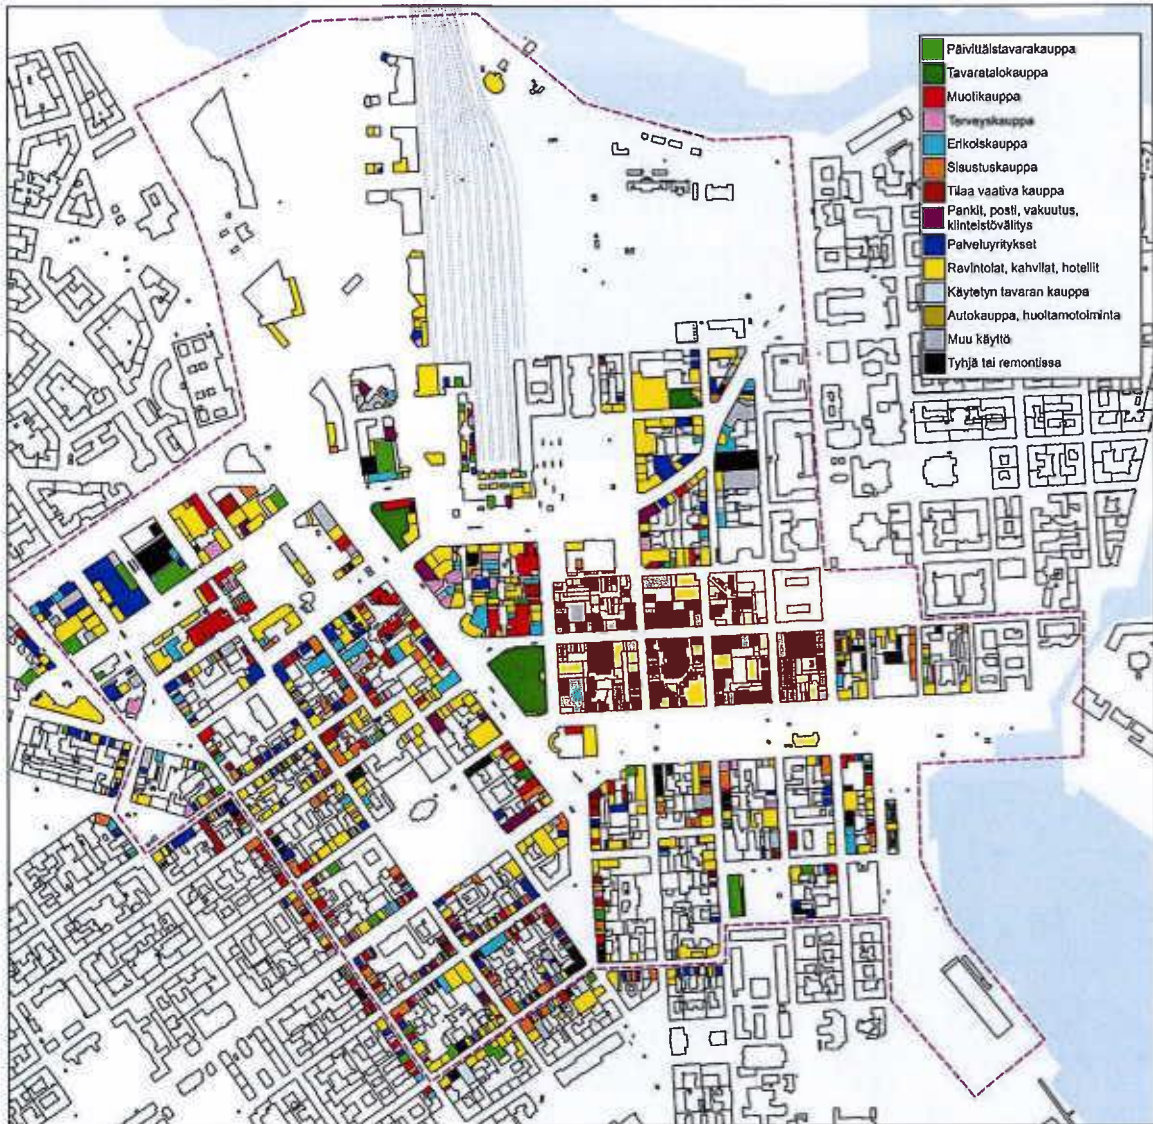 Päivittäistavarakauppa
Tavaratalokauppa
Muotikauppa
Terveyskauppa
Erikoiskauppa
Sisustuskauppa
Tilaa vaativa kauppa
Pankit, posti, vakuutus,
kiinteistövälitys
Palveluyritykset
Ravintolat, kahvilat, hotellit
Käytetyn tavaran kauppa
Autokauppa, huoltamotoiminta
Muu käyttö
Tyhjä tai remontissa